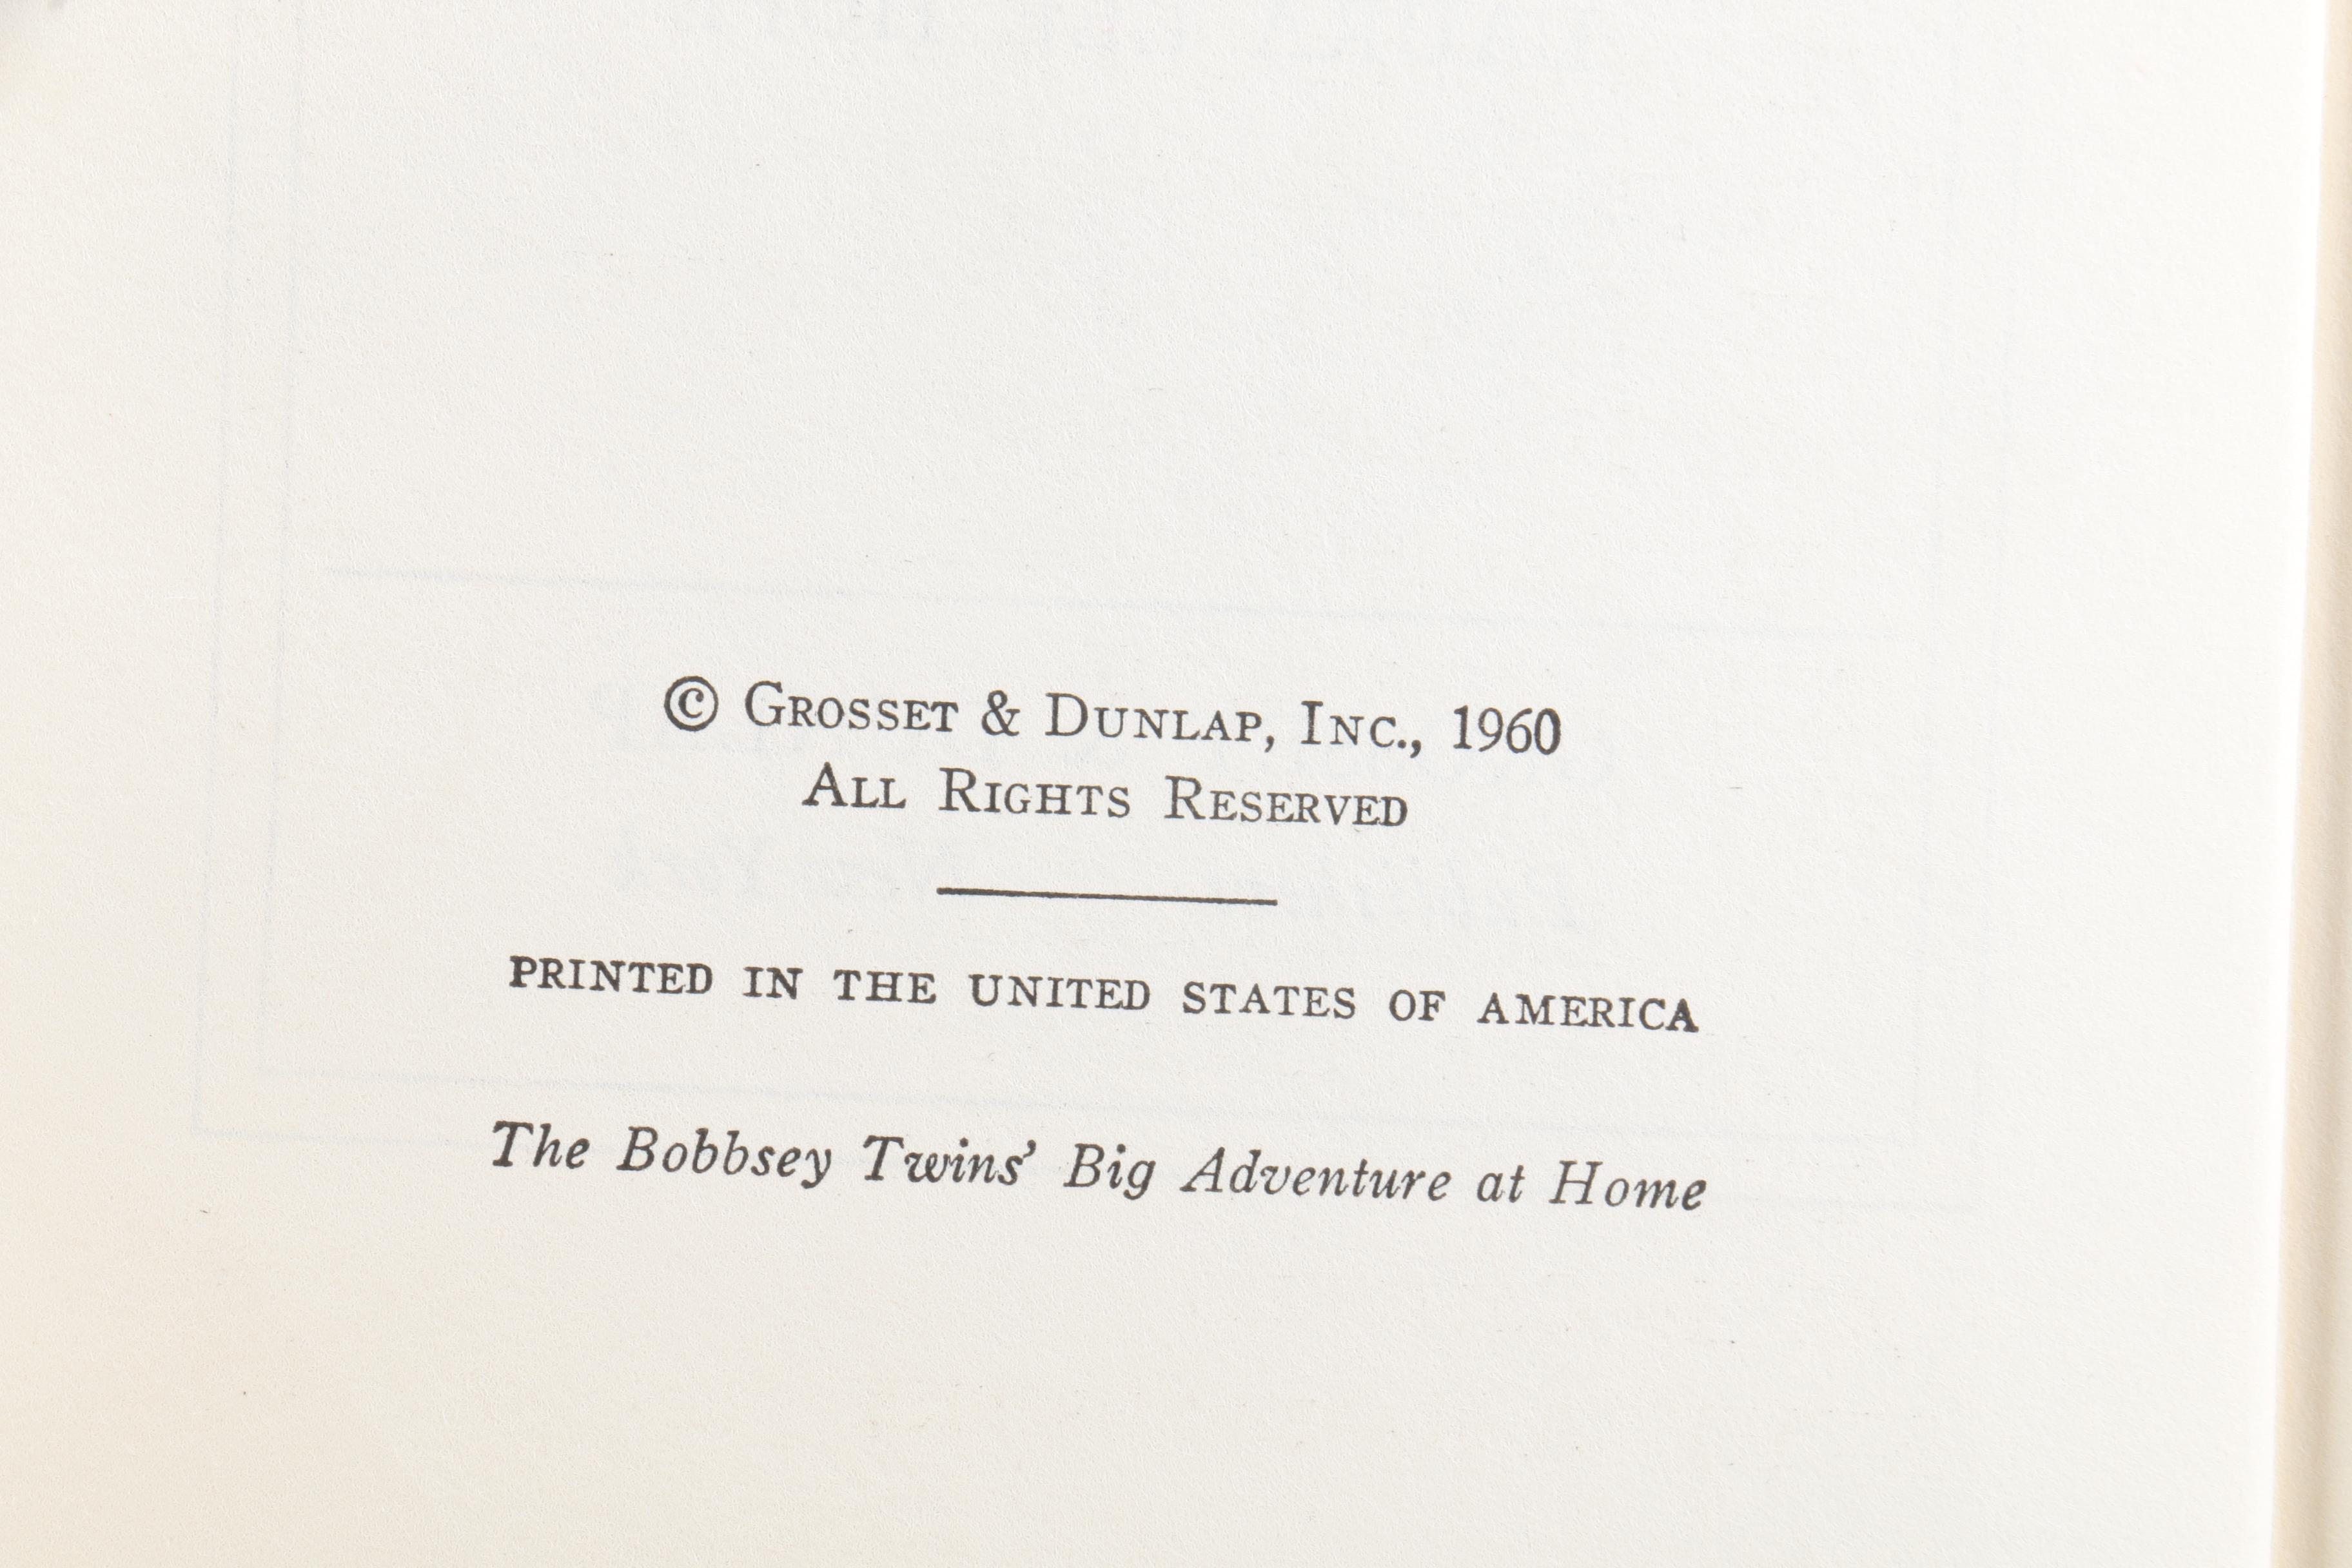 © Grosset & Dunlap, Inc., 1960
All Rights Reserved
PRINTED IN THE UNITED STATES OF AMERICA
The Bobbsey Twins’ Big Adventure at Home